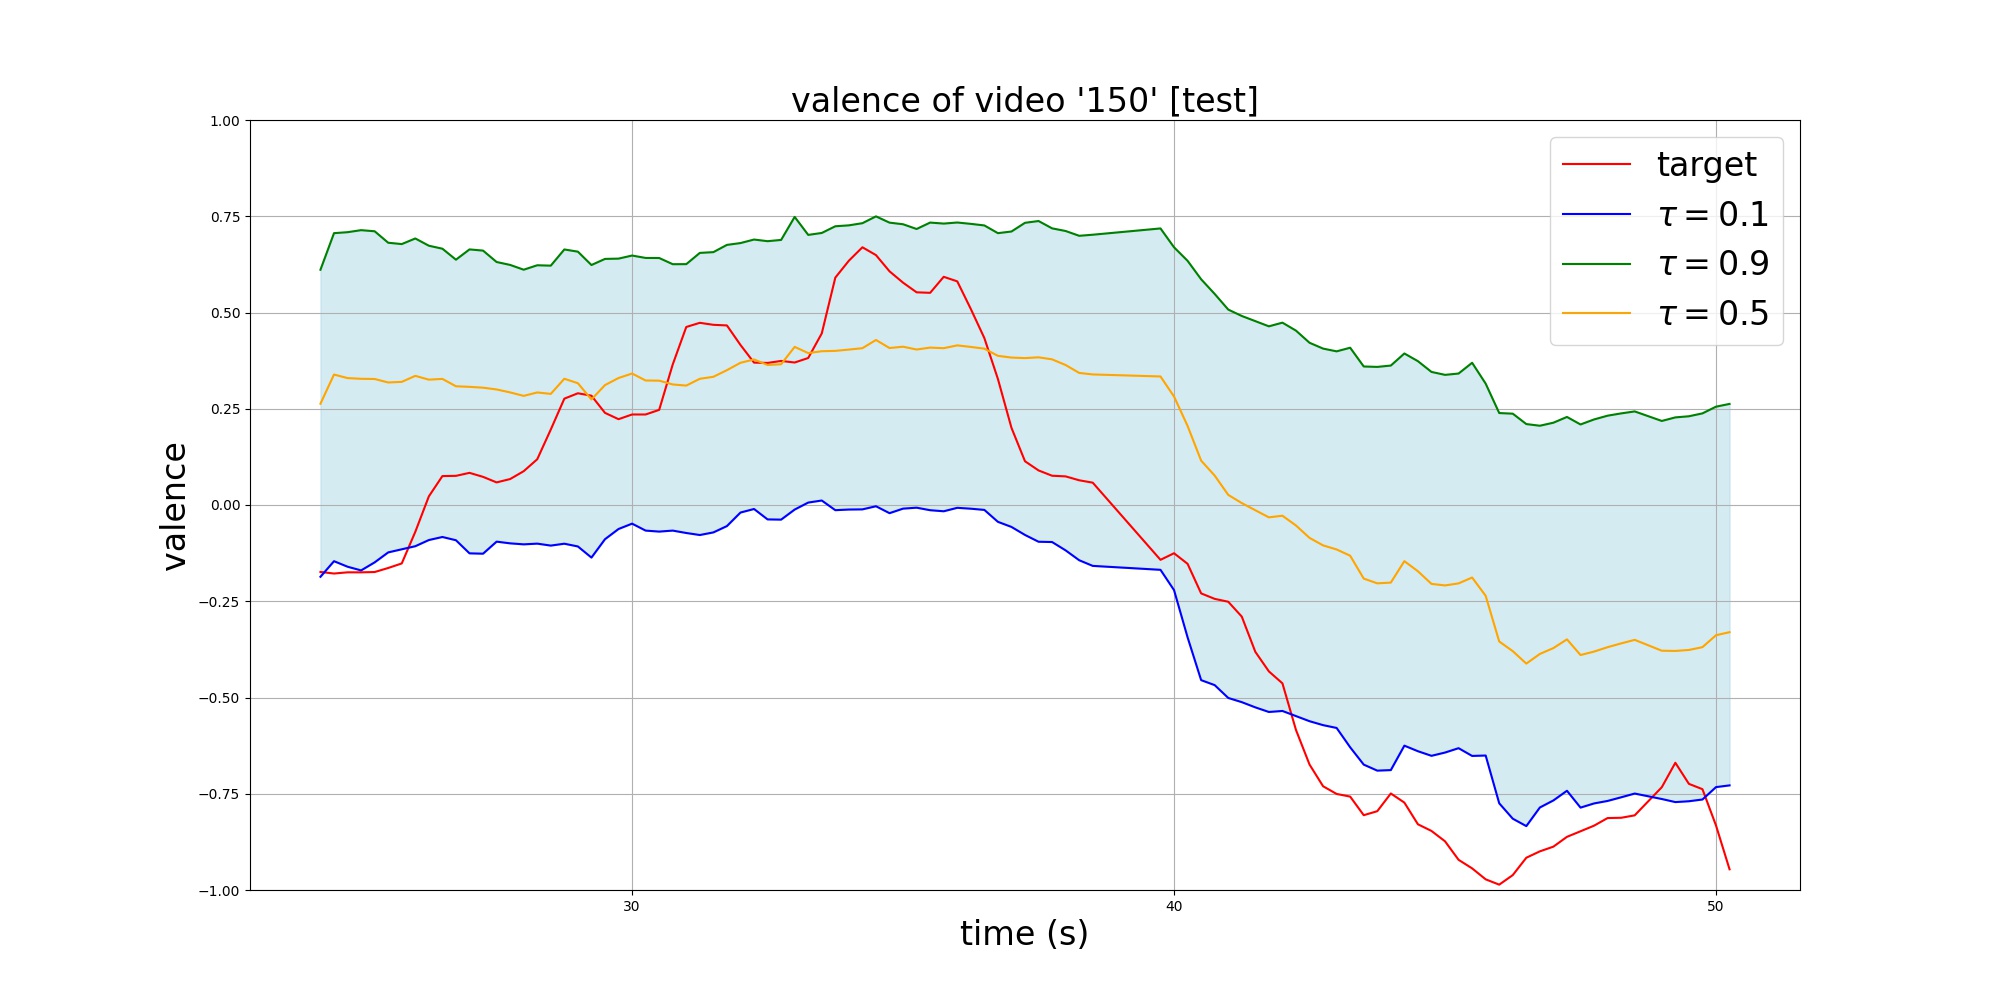 valence of video '150' [test]
1.00
0.75
0.50
0.25
0.00
−0.25
−0.50
−0.75
−1.00
valence
30
40
50
time (s)
target
τ = 0.1
τ = 0.9
τ = 0.5